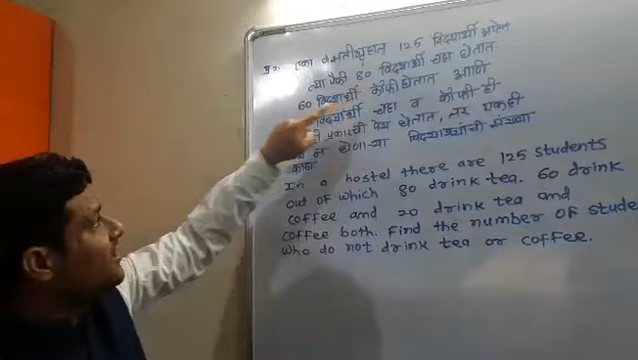 एका वसतीगृहात 125 विद्यार्थी आहेत
त्या पैकी 80 विद्यार्थी चहा घेतात
60 विद्यार्थी कॉफी घेतात आणि
विद्यार्थी चहा व कॉफी ही
प्रकारची पेय घेतात, तर एकही
न घेणाऱ्या विद्यार्थ्यांची संख्या
काढा
In a hostel there are 125 students
out of which 80 drink tea. 60 drink
coffee and 20 drink tea and
coffee both. Find the number of stude
who do not drink tea or coffee.